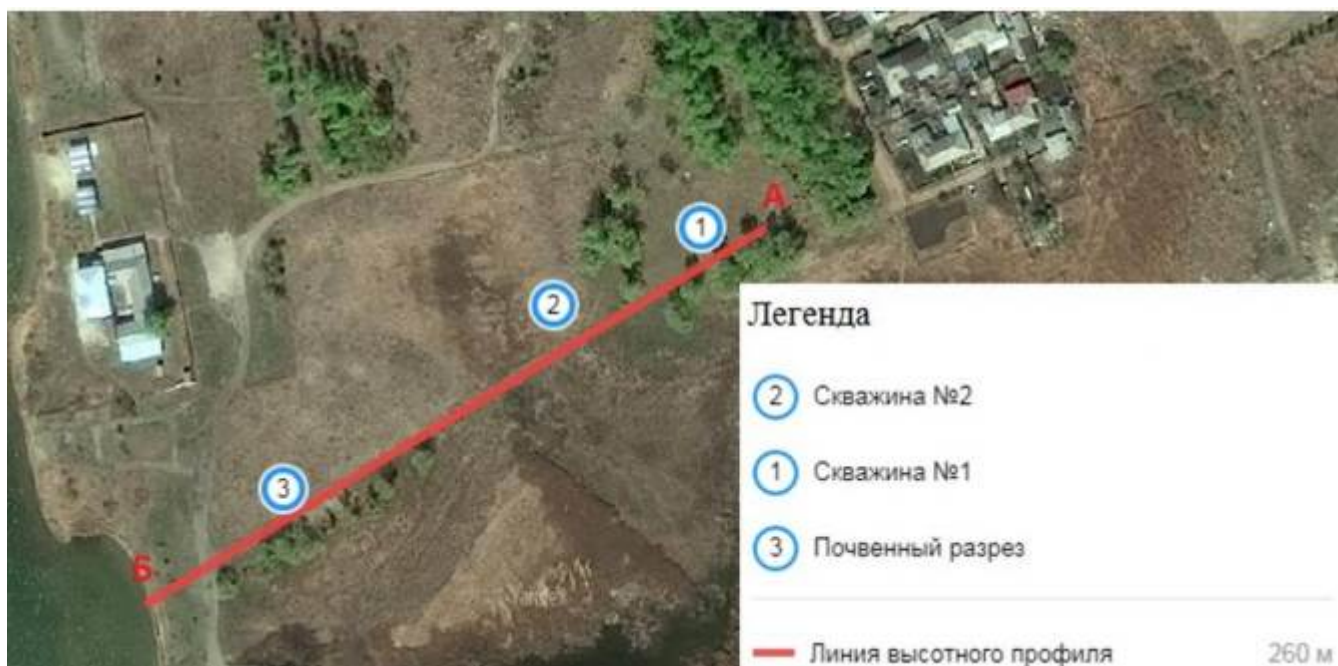 А
1
2
3
Б
Легенда
2 Скважина №2
1 Скважина №1
3 Почвенный разрез
Линия высотного профиля 260 м